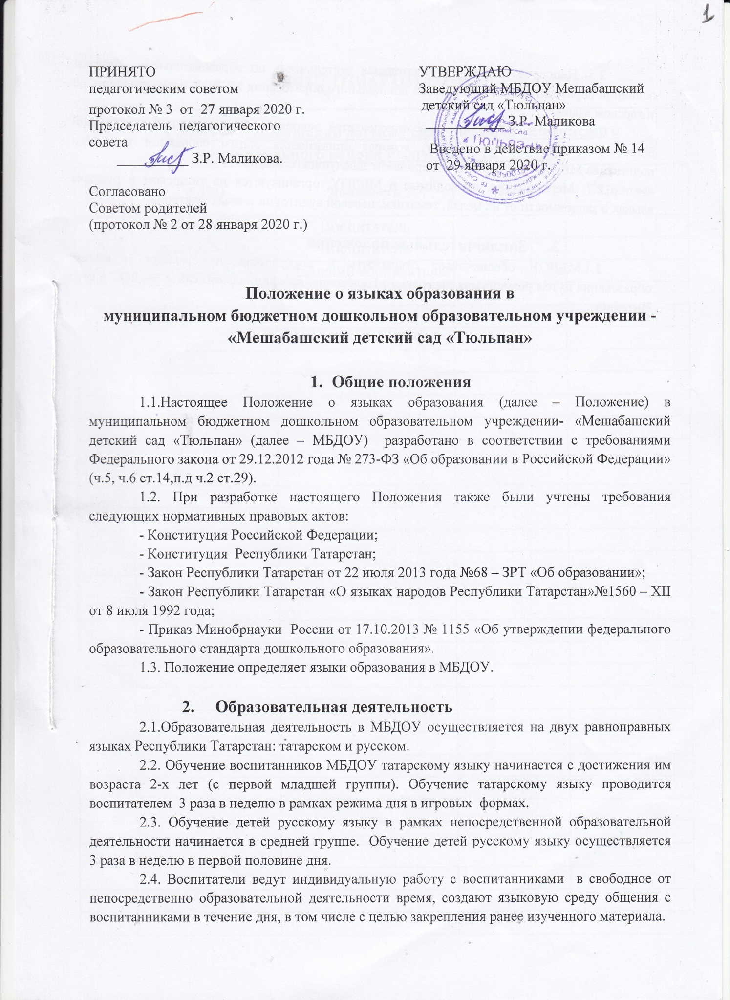 1
ПРИНЯТО
педагогическим советом
протокол № 3 от 27 января 2020 г.
Председатель педагогического
совета
___________ З.Р. Маликова.
Согласовано
Советом родителей
(протокол № 2 от 28 января 2020 г.)
УТВЕРЖДАЮ
Заведующий МБДОУ Мешабашский
детский сад «Тюльпан»
____________ З.Р. Маликова
Введено в действие приказом № 14
от 29 января 2020 г.
Положение о языках образования в
муниципальном бюджетном дошкольном образовательном учреждении -
«Мешабашский детский сад «Тюльпан»
1. Общие положения
1.1.Настоящее Положение о языках образования (далее – Положение) в
муниципальном бюджетном дошкольном образовательном учреждении- «Мешабашский
детский сад «Тюльпан» (далее – МБДОУ) разработано в соответствии с требованиями
Федерального закона от 29.12.2012 года № 273-ФЗ «Об образовании в Российской Федерации»
(ч.5, ч.6 ст.14,п.д ч.2 ст.29).
1.2. При разработке настоящего Положения также были учтены требования
следующих нормативных правовых актов:
- Конституция Российской Федерации;
- Конституция Республики Татарстан;
- Закон Республики Татарстан от 22 июля 2013 года №68 – ЗРТ «Об образовании»;
- Закон Республики Татарстан «О языках народов Республики Татарстан»№1560 – XII
от 8 июля 1992 года;
- Приказ Минобрнауки России от 17.10.2013 № 1155 «Об утверждении федерального
образовательного стандарта дошкольного образования».
1.3. Положение определяет языки образования в МБДОУ.
2. Образовательная деятельность
2.1.Образовательная деятельность в МБДОУ осуществляется на двух равноправных
языках Республики Татарстан: татарском и русском.
2.2. Обучение воспитанников МБДОУ татарскому языку начинается с достижения им
возраста 2-х лет (с первой младшей группы). Обучение татарскому языку проводится
воспитателем 3 раза в неделю в рамках режима дня в игровых формах.
2.3. Обучение детей русскому языку в рамках непосредственной образовательной
деятельности начинается в средней группе. Обучение детей русскому языку осуществляется
3 раза в неделю в первой половине дня.
2.4. Воспитатели ведут индивидуальную работу с воспитанниками в свободное от
непосредственно образовательной деятельности время, создают языковую среду общения с
воспитанниками в течение дня, в том числе с целью закрепления ранее изученного материала.